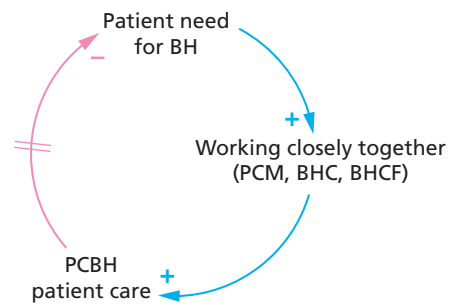 Patient need
for BH
−
+
Working closely together
(PCM, BHC, BHCF)
PCBH
patient care
+